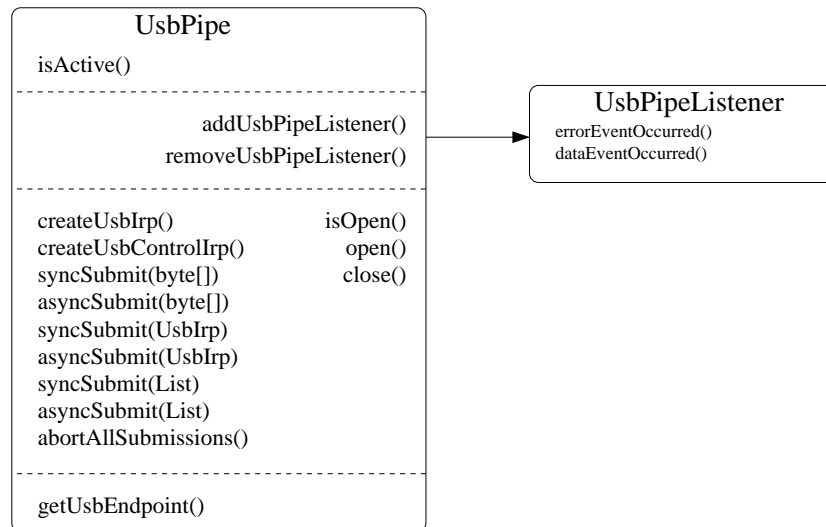 UsbPipe
isActive()
addUsbPipeListener()
removeUsbPipeListener()
createUsbIrp() isOpen()
createUsbControlIrp() open()
syncSubmit(byte[]) close()
asyncSubmit(byte[])
syncSubmit(UsbIrp)
asyncSubmit(UsbIrp)
syncSubmit(List)
asyncSubmit(List)
abortAllSubmissions()
getUsbEndpoint()
UsbPipeListener
errorEventOccurred()
dataEventOccurred()